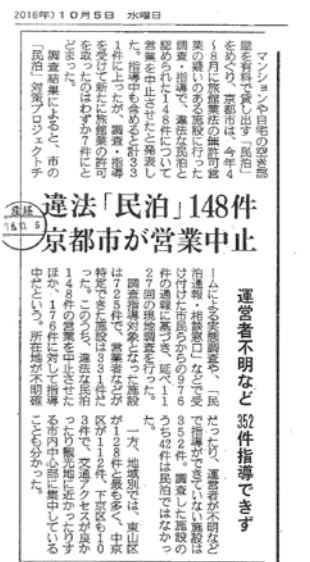 2016年) 10月5日 水曜日
マンションや自宅の空き部
屋を有料で貸し出す「民泊」
をめぐり、京都市は、今年4
〜8月に旅館業法の無許可営
業の疑いのある施設に行った
調査・指導で、違法な民泊と
認められた148件について
営業を中止させたと発表し
た。指導中も含めると計33
1件に上ったが、調査・指導
を受けて新たに旅館業の許可
を取ったのはわずか7件にと
どまった。
調査結果によると、市の
「民泊」対策プロジェクトチ
違法「民泊」148件
京都市が営業中止
運営者不明など 352件指導できず
ームによる実態調査や、「民
泊通報・相談窓口」などで受
け付けた市民らからの976
件の通報に基づき、延べ11
27回の現地調査を行った。
調査指導対象となった施設
は725件で、営業者などが
特定できた施設は331件だ
った。このうち、違法な民泊
148件の営業を中止させた
ほか、176件に対して指導
中だという。所在地が不明確
だったり、運営者が不明など
で指導ができていない施設は
352件。調査した施設の
うち42件は民泊ではなかっ
た。
一方、地域別では、東山区
が128件と最も多く、中京
区が112件、下京区も10
3件で、交通アクセスが良か
ったり観光地に近かったりす
る市内中心部に集中している
ことも分かった。